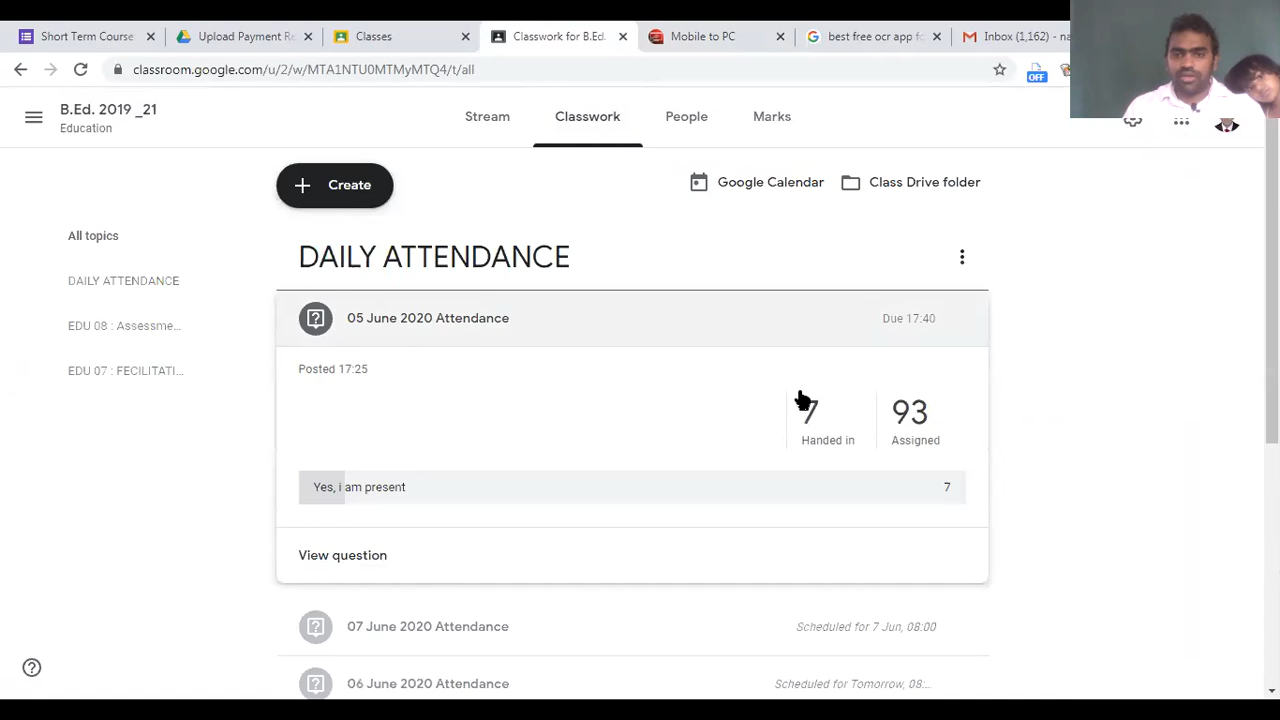 Short Term Course
Upload Payment Re
Classes
Classwork for B.Ed.
Mobile to PC
best free ocr app fo
Inbox (1,162) - na
classroom.google.com/u/2/w/MTA1NTU0MTMyMTQ4/t/all
OFF
B.Ed. 2019 _21
Education
Stream
Classwork
People
Marks
Create
Google Calendar
Class Drive folder
All topics
DAILY ATTENDANCE
EDU 08 : Assessme...
EDU 07 : FECILITATI...
DAILY ATTENDANCE
05 June 2020 Attendance
Due 17:40
Posted 17:25
7
Handed in
93
Assigned
Yes, i am present
7
View question
07 June 2020 Attendance
Scheduled for 7 Jun, 08:00
06 June 2020 Attendance
Scheduled for Tomorrow, 08:...